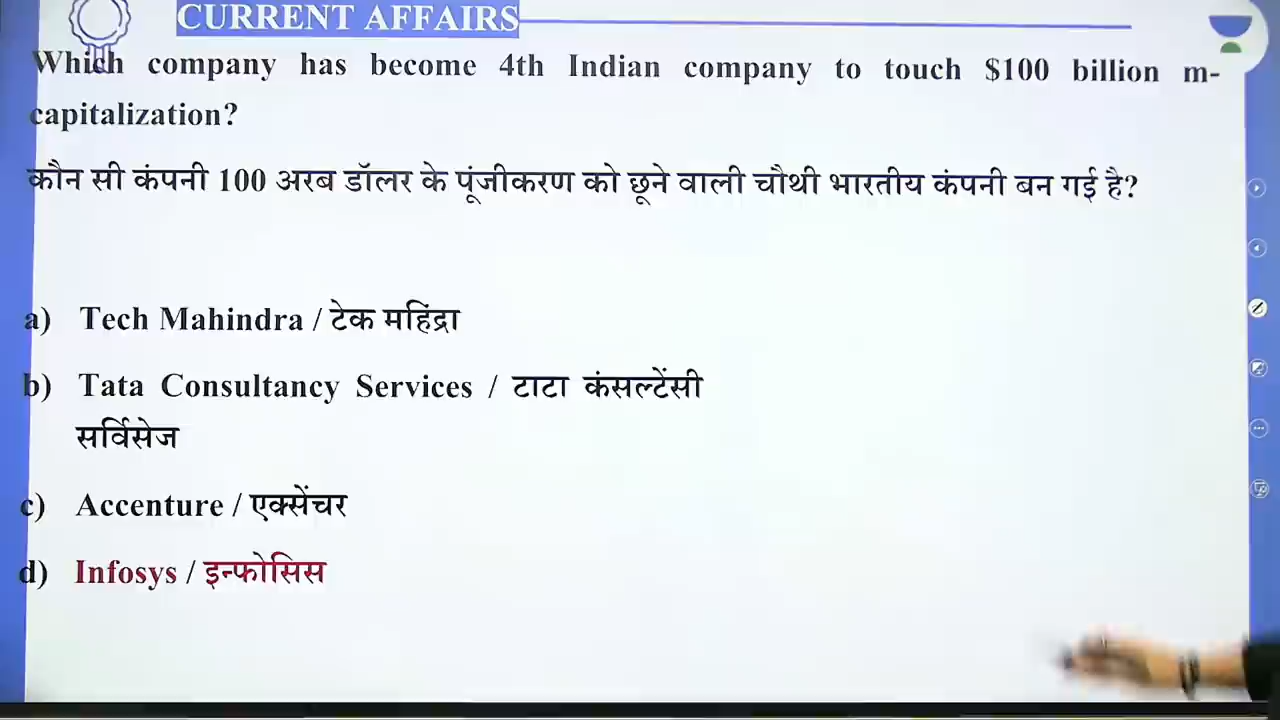 CURRENT AFFAIRS
Which company has become 4th Indian company to touch $100 billion m-
capitalization?
कौन सी कंपनी 100 अरब डॉलर के पूंजीकरण को छूने वाली चौथी भारतीय कंपनी बन गई है?
a) Tech Mahindra / टेक महिंद्रा
b) Tata Consultancy Services / टाटा कंसल्टेंसी
सर्विसेज
c) Accenture / एक्सेंचर
d) Infosys / इन्फोसिस